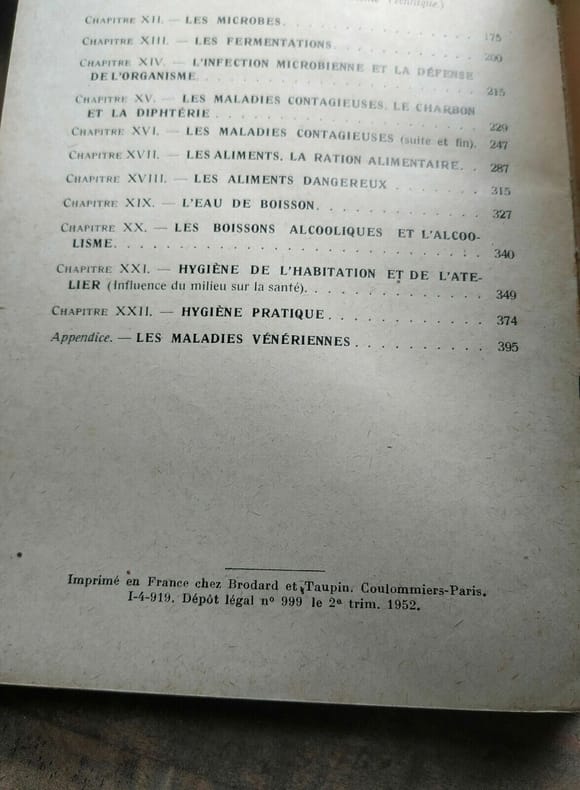 Technique)
CHAPITRE XII. — LES MICROBES. . . . . . . . . . 175
CHAPITRE XIII. — LES FERMENTATIONS. . . . . . . . 200
CHAPITRE XIV. — L'INFECTION MICROBIENNE ET LA DÉFENSE
DE L'ORGANISME. . . . . . . . . . . . . 215
CHAPITRE XV. — LES MALADIES CONTAGIEUSES. LE CHARBON
ET LA DIPHTÉRIE . . . . . . . . . . . . 229
CHAPITRE XVI. — LES MALADIES CONTAGIEUSES (suite et fin). 247
CHAPITRE XVII. — LES ALIMENTS. LA RATION ALIMENTAIRE. . 287
CHAPITRE XVIII. — LES ALIMENTS DANGEREUX . . . . . . 315
CHAPITRE XIX. — L'EAU DE BOISSON. . . . . . . . . . 327
CHAPITRE XX. — LES BOISSONS ALCOOLIQUES ET L'ALCOO-
LISME. . . . . . . . . . . . . . . . . 340
CHAPITRE XXI. — HYGIÈNE DE L'HABITATION ET DE L'ATE-
LIER (Influence du milieu sur la santé). . . . . . . . 349
CHAPITRE XXII. — HYGIÈNE PRATIQUE . . . . . . . . . 374
Appendice. — LES MALADIES VÉNÉRIENNES . . . . . . . . 395
Imprimé en France chez Brodard et Taupin. Coulommiers-Paris.
I-4-919. Dépôt légal nº 999 le 2e trim. 1952.